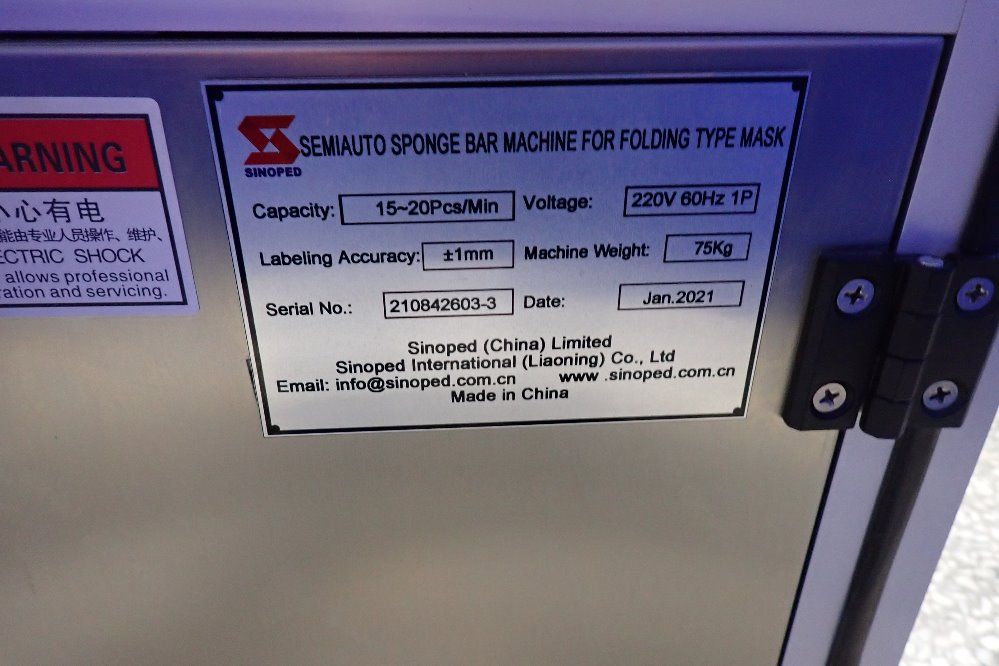 ARNING
小心有电
能由专业人员操作、维护、
ECTRIC SHOCK
allows professional
ration and servicing.
SINOPED
SEMIAUTO SPONGE BAR MACHINE FOR FOLDING TYPE MASK
Capacity: 15~20Pcs/Min Voltage: 220V 60Hz 1P
Labeling Accuracy: ±1mm Machine Weight: 75Kg
Serial No.: 210842603-3 Date: Jan.2021
Sinoped (China) Limited
Sinoped International (Liaoning) Co., Ltd
Email: info@sinoped.com.cn www .sinoped.com.cn
Made in China